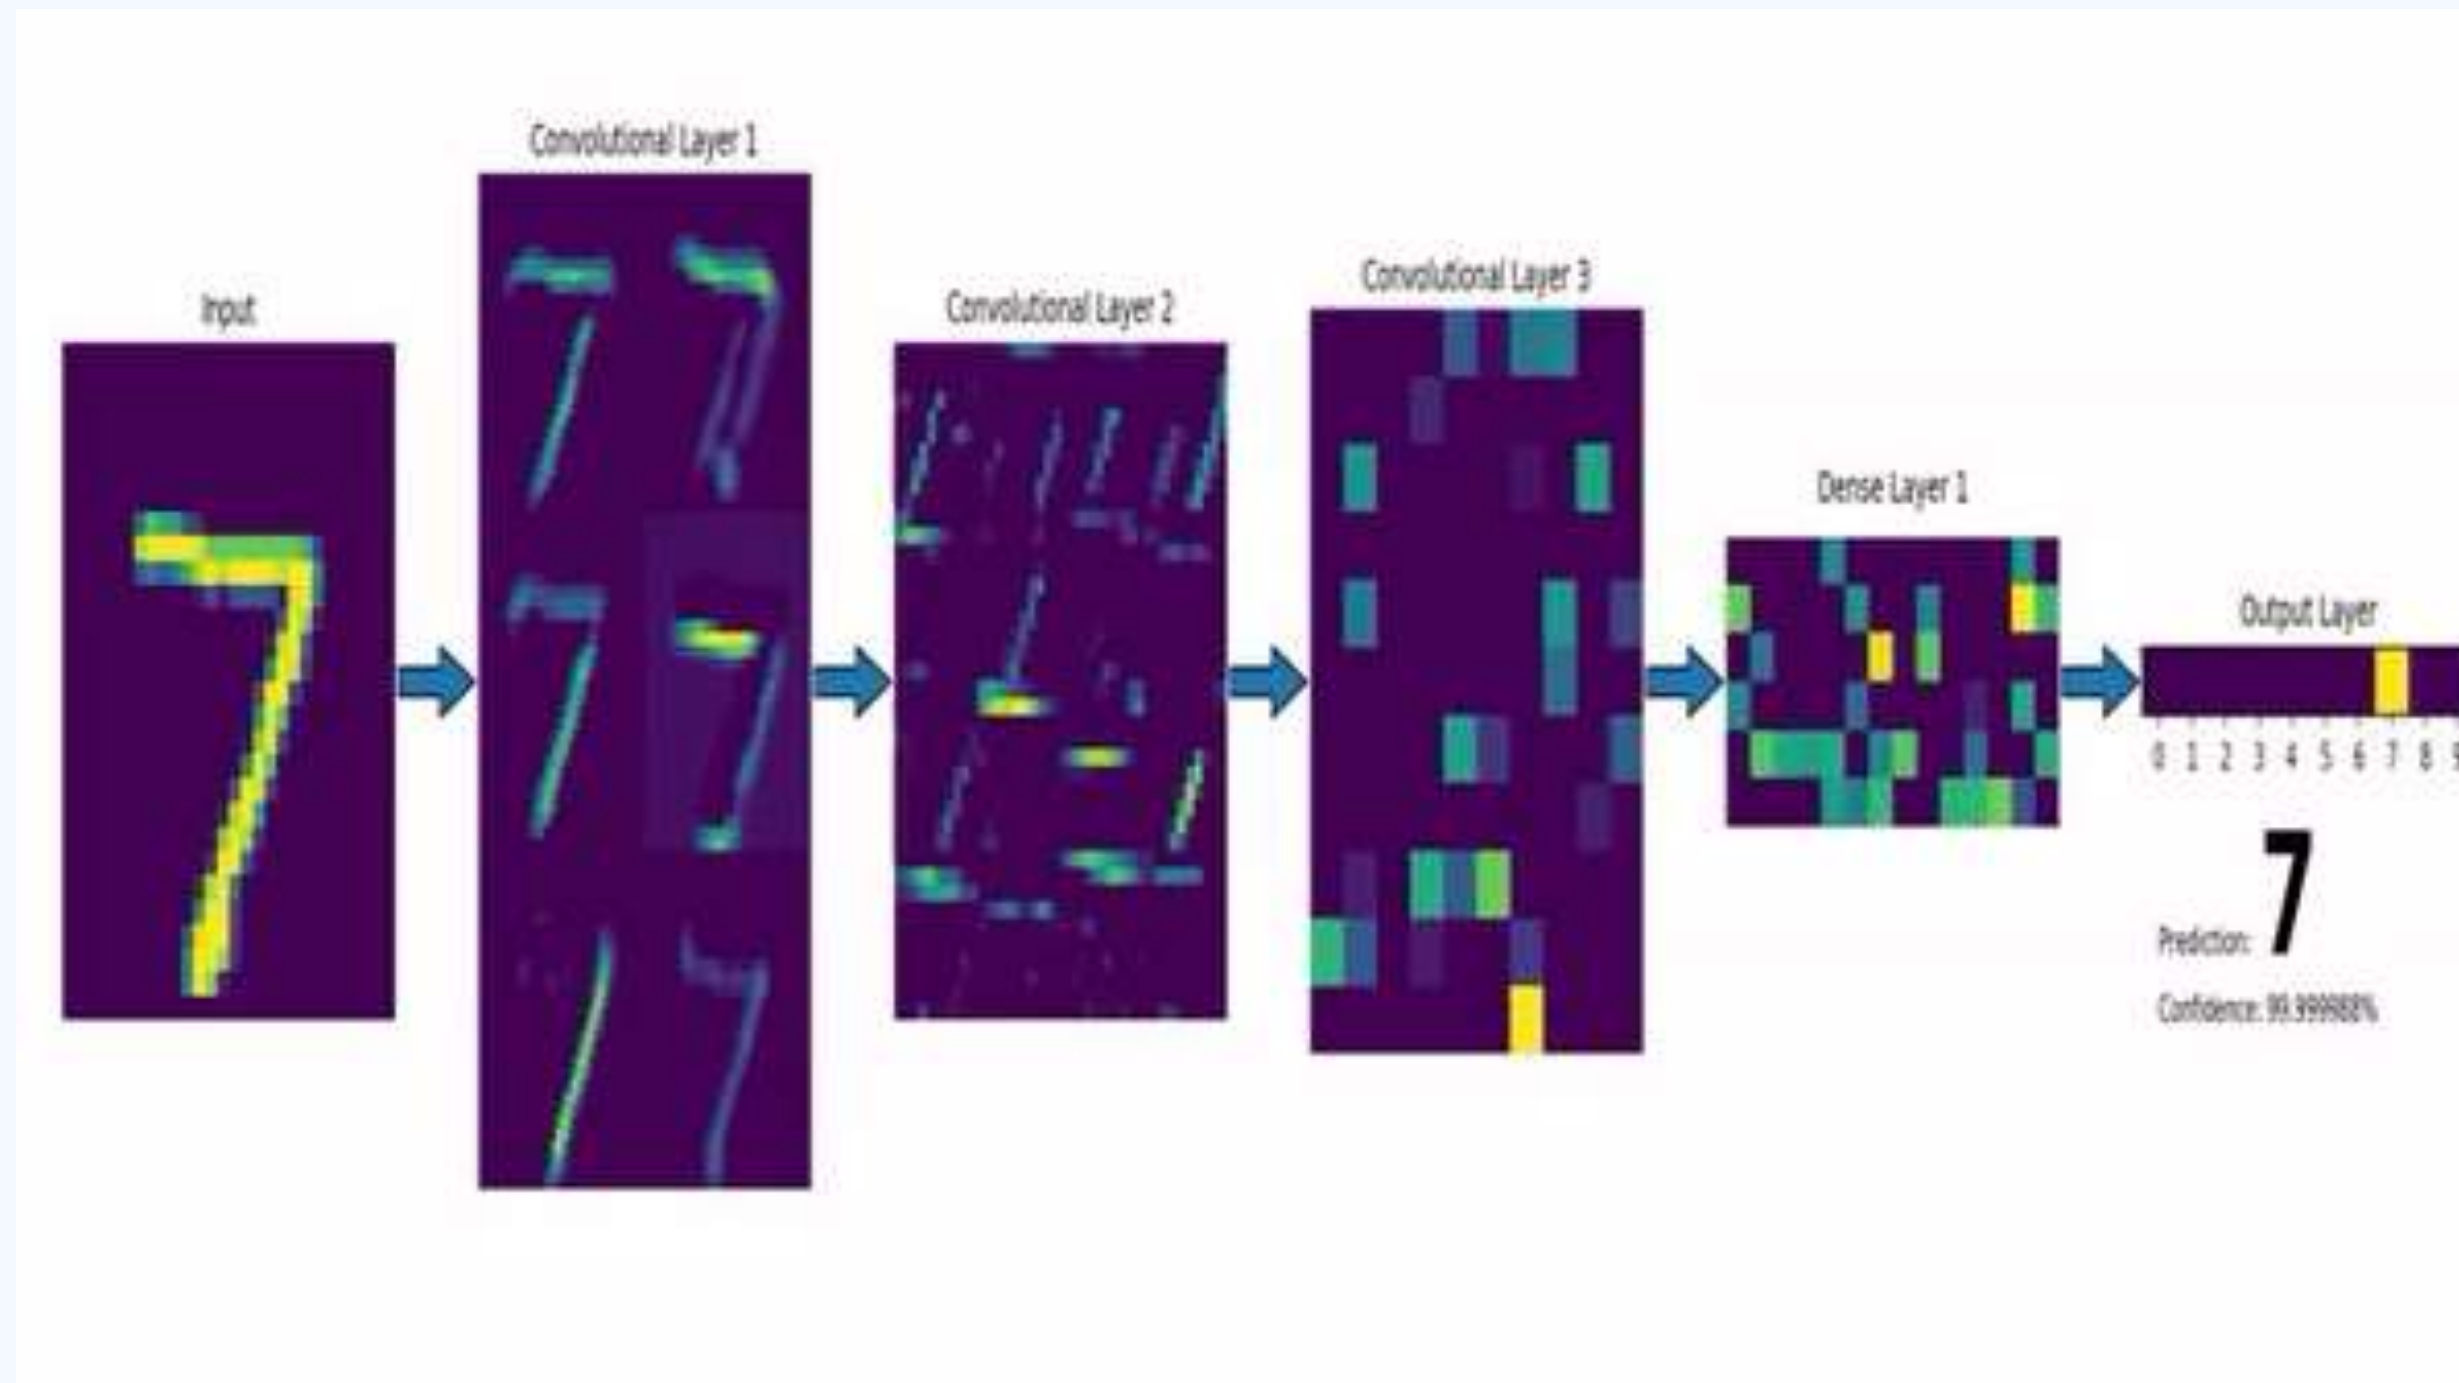 Convolutional Layer 1
Convolutional Layer 3
Input
Convolutional Layer 2
Dense Layer 1
Output Layer
0 1 2 3 4 5 6 7 8
Prediction: 7
Confidence: 99.999988%